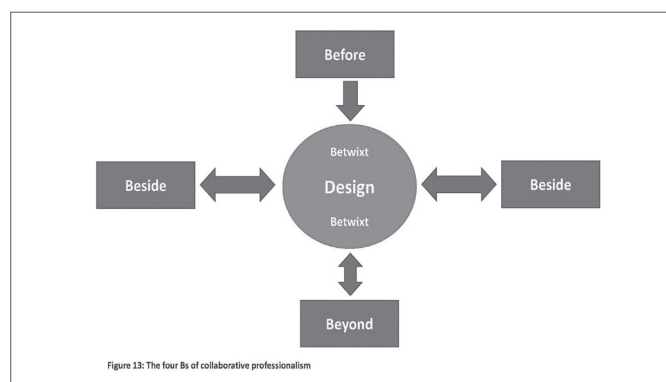 Before
Betwixt
Beside
Design
Beside
Betwixt
Beyond
Figure 13: The four Bs of collaborative professionalism